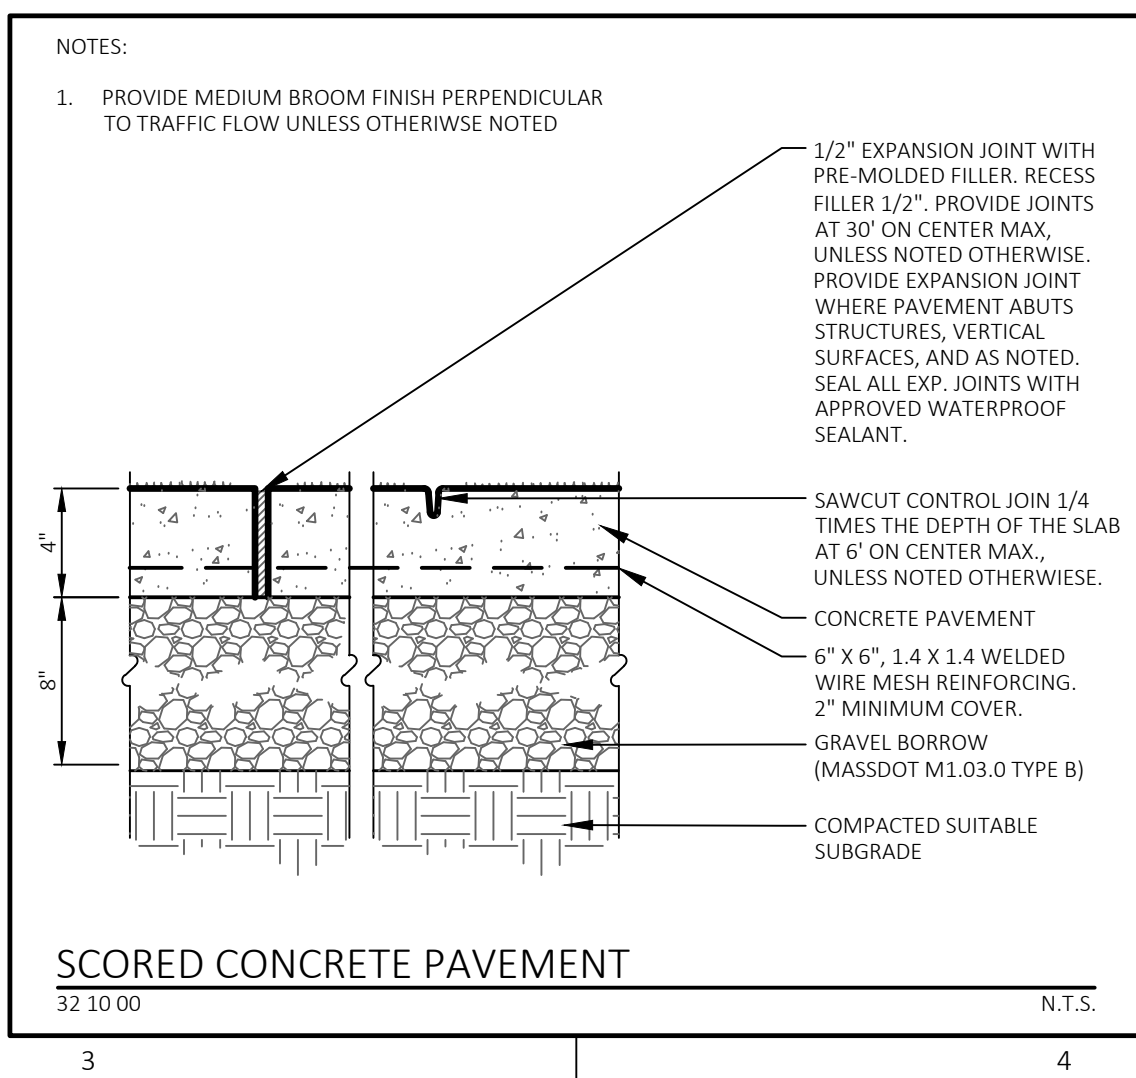 NOTES:
1. PROVIDE MEDIUM BROOM FINISH PERPENDICULAR
TO TRAFFIC FLOW UNLESS OTHERIWSE NOTED
1/2" EXPANSION JOINT WITH
PRE-MOLDED FILLER. RECESS
FILLER 1/2". PROVIDE JOINTS
AT 30' ON CENTER MAX,
UNLESS NOTED OTHERWISE.
PROVIDE EXPANSION JOINT
WHERE PAVEMENT ABUTS
STRUCTURES, VERTICAL
SURFACES, AND AS NOTED.
SEAL ALL EXP. JOINTS WITH
APPROVED WATERPROOF
SEALANT.
SAWCUT CONTROL JOIN 1/4
TIMES THE DEPTH OF THE SLAB
AT 6' ON CENTER MAX.,
UNLESS NOTED OTHERWIESE.
CONCRETE PAVEMENT
6" X 6", 1.4 X 1.4 WELDED
WIRE MESH REINFORCING.
2" MINIMUM COVER.
GRAVEL BORROW
(MASSDOT M1.03.0 TYPE B)
COMPACTED SUITABLE
SUBGRADE
4"
8"
SCORED CONCRETE PAVEMENT
32 10 00
N.T.S.
3
4